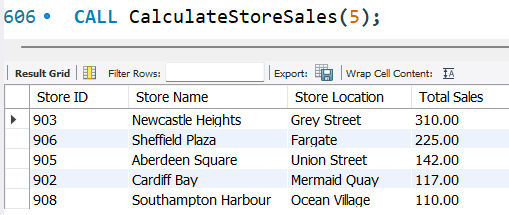 606 CALL CalculateStoreSales(5);
Result Grid Filter Rows: Export: Wrap Cell Content: IA
Store ID Store Name Store Location Total Sales
903 Newcastle Heights Grey Street 310.00
906 Sheffield Plaza Fargate 225.00
905 Aberdeen Square Union Street 142.00
902 Cardiff Bay Mermaid Quay 117.00
908 Southampton Harbour Ocean Village 110.00